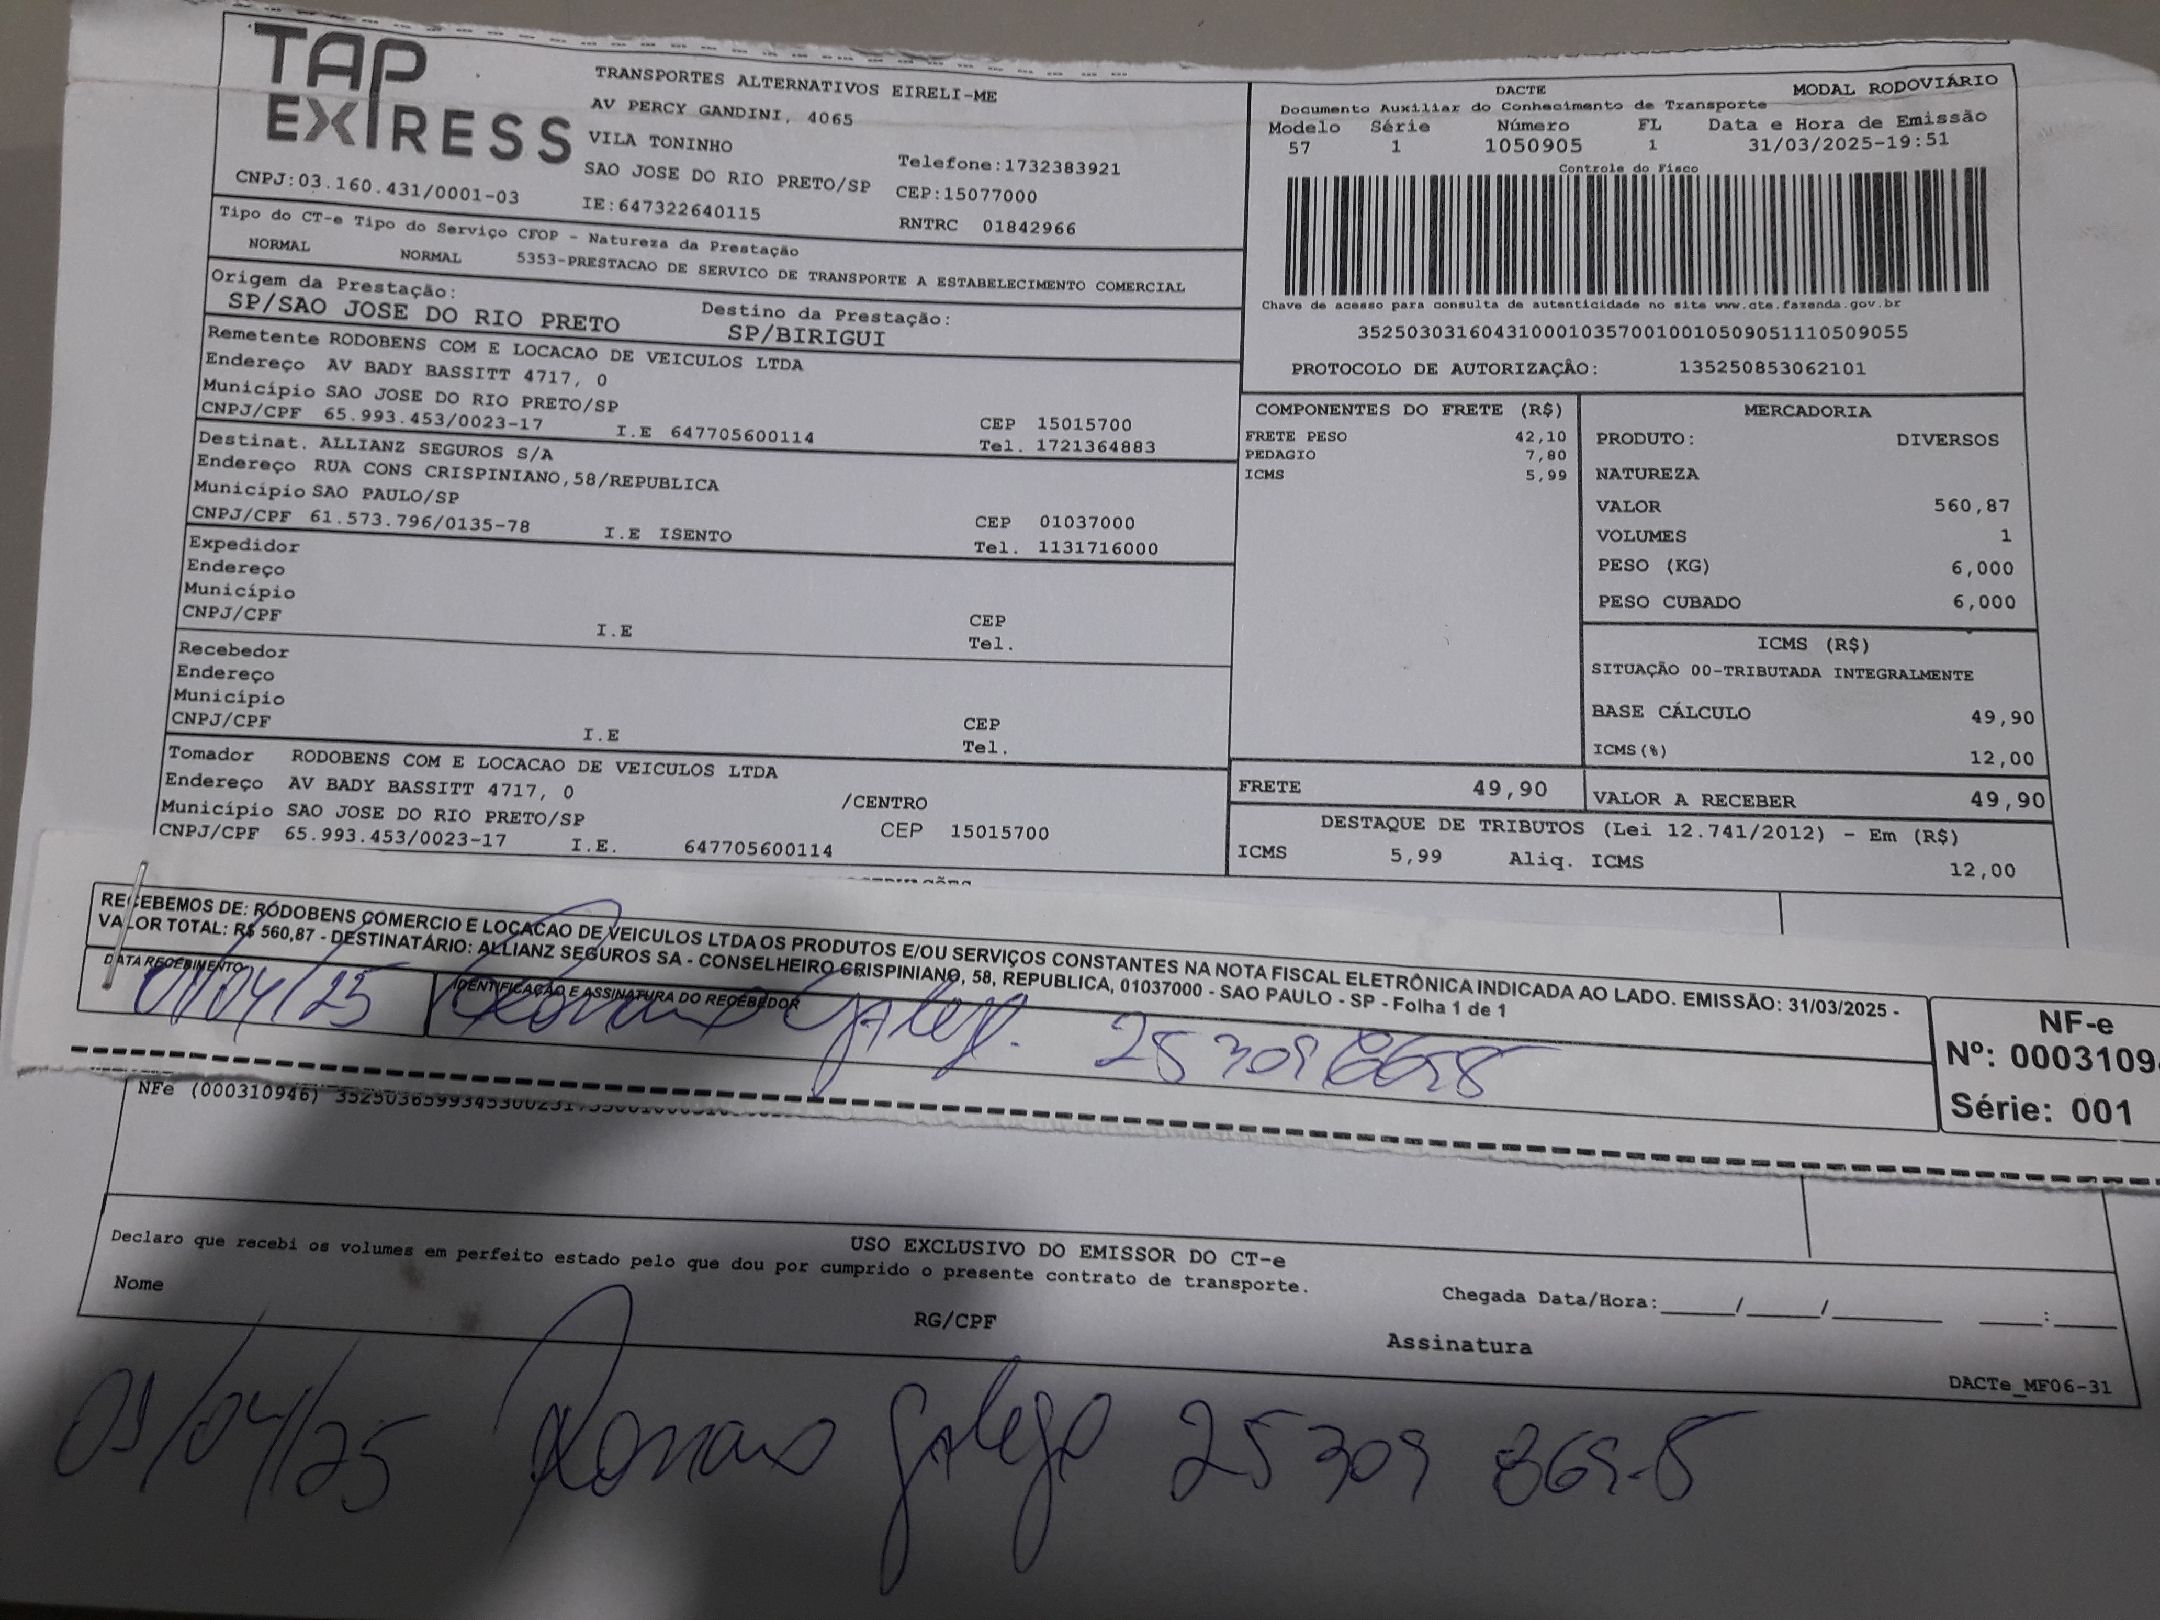 TAP
EXPRESS
TRANSPORTES ALTERNATIVOS EIRELI-ME
AV PERCY GANDINI, 4065
VILA TONINHO
SAO JOSE DO RIO PRETO/SP
Telefone:1732383921
CEP:15077000
CNPJ:03.160.431/0001-03
IE:647322640115
RNTRC 01842966
Tipo do CT-e Tipo do Serviço CFOP - Natureza da Prestação
NORMAL NORMAL 5353-PRESTACAO DE SERVICO DE TRANSPORTE A ESTABELECIMENTO COMERCIAL
Origem da Prestação:
SP/SAO JOSE DO RIO PRETO
Destino da Prestação:
SP/BIRIGUI
Remetente RODOBENS COM E LOCACAO DE VEICULOS LTDA
Endereço AV BADY BASSITT 4717, 0
Município SAO JOSE DO RIO PRETO/SP
CEP 15015700
CNPJ/CPF 65.993.453/0023-17 I.E 647705600114 Tel. 1721364883
Destinat. ALLIANZ SEGUROS S/A
Endereço RUA CONS CRISPINIANO,58/REPUBLICA
Município SAO PAULO/SP
CEP 01037000
CNPJ/CPF 61.573.796/0135-78 I.E ISENTO Tel. 1131716000
Expedidor
Endereço
Município
CEP
CNPJ/CPF I.E Tel.
Recebedor
Endereço
Município
CEP
CNPJ/CPF I.E Tel.
Tomador RODOBENS COM E LOCACAO DE VEICULOS LTDA
Endereço AV BADY BASSITT 4717, 0 /CENTRO
Município SAO JOSE DO RIO PRETO/SP CEP 15015700
CNPJ/CPF 65.993.453/0023-17 I.E. 647705600114
DACTE MODAL RODOVIÁRIO
Documento Auxiliar do Conhecimento de Transporte
Modelo Série Número FL Data e Hora de Emissão
57 1 1050905 1 31/03/2025-19:51
Controle do Fisco
Chave de acesso para consulta de autenticidade no site www.cte.fazenda.gov.br
35250303160431000103570010010509051110509055
PROTOCOLO DE AUTORIZAÇÂO: 135250853062101
COMPONENTES DO FRETE (R$)
FRETE PESO 42,10
PEDAGIO 7,80
ICMS 5,99
MERCADORIA
PRODUTO: DIVERSOS
NATUREZA
VALOR 560,87
VOLUMES 1
PESO (KG) 6,000
PESO CUBADO 6,000
ICMS (R$)
SITUAÇÃO 00-TRIBUTADA INTEGRALMENTE
BASE CÁLCULO 49,90
ICMS(%) 12,00
FRETE 49,90
VALOR A RECEBER 49,90
DESTAQUE DE TRIBUTOS (Lei 12.741/2012) - Em (R$)
ICMS 5,99 Aliq. ICMS 12,00
RECEBEMOS DE: RODOBENS COMERCIO E LOCACAO DE VEICULOS LTDA OS PRODUTOS E/OU SERVIÇOS CONSTANTES NA NOTA FISCAL ELETRÔNICA INDICADA AO LADO. EMISSÃO: 31/03/2025 -
VALOR TOTAL: R$ 560,87 - DESTINATÁRIO: ALLIANZ SEGUROS SA - CONSELHEIRO CRISPINIANO, 58, REPUBLICA, 01037000 - SAO PAULO - SP - Folha 1 de 1
DATA RECEBIMENTO
IDENTIFICAÇÃO E ASSINATURA DO RECEBEDOR
01/04/25
NF-e
Nº: 0003109
Série: 001
NFe (000310946)
USO EXCLUSIVO DO EMISSOR DO CT-e
Declaro que recebi os volumes em perfeito estado pelo que dou por cumprido o presente contrato de transporte.
Nome
RG/CPF
Chegada Data/Hora:_____/_____/_______ ____:____
Assinatura
DACTe_MF06-31
01/04/25 galego 25309 869-8